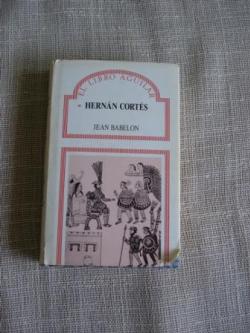 EL LIBRO AGUILAR
HERNÁN CORTÉS
JEAN BABELON